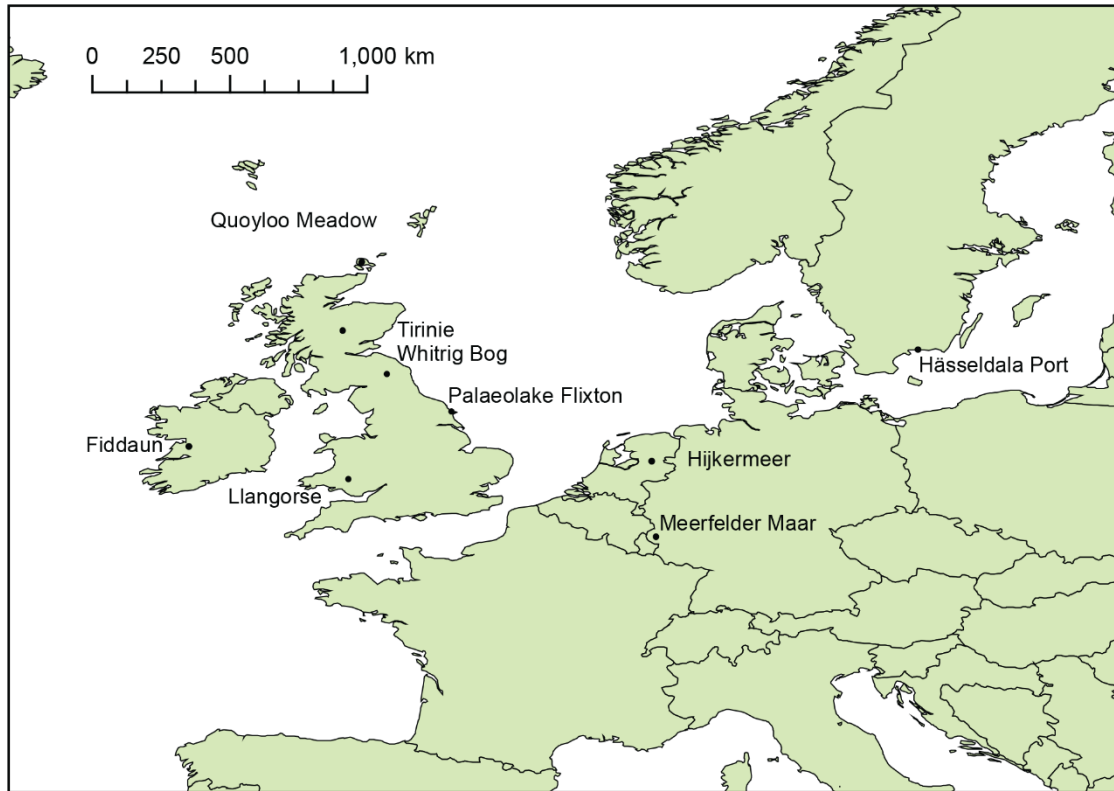 0 250 500 1,000 km
Quoyloo Meadow
Tirinie
Whitrig Bog
Hässeldala Port
Palaeolake Flixton
Fiddaun
Hijkermeer
Llangorse
Meerfelder Maar